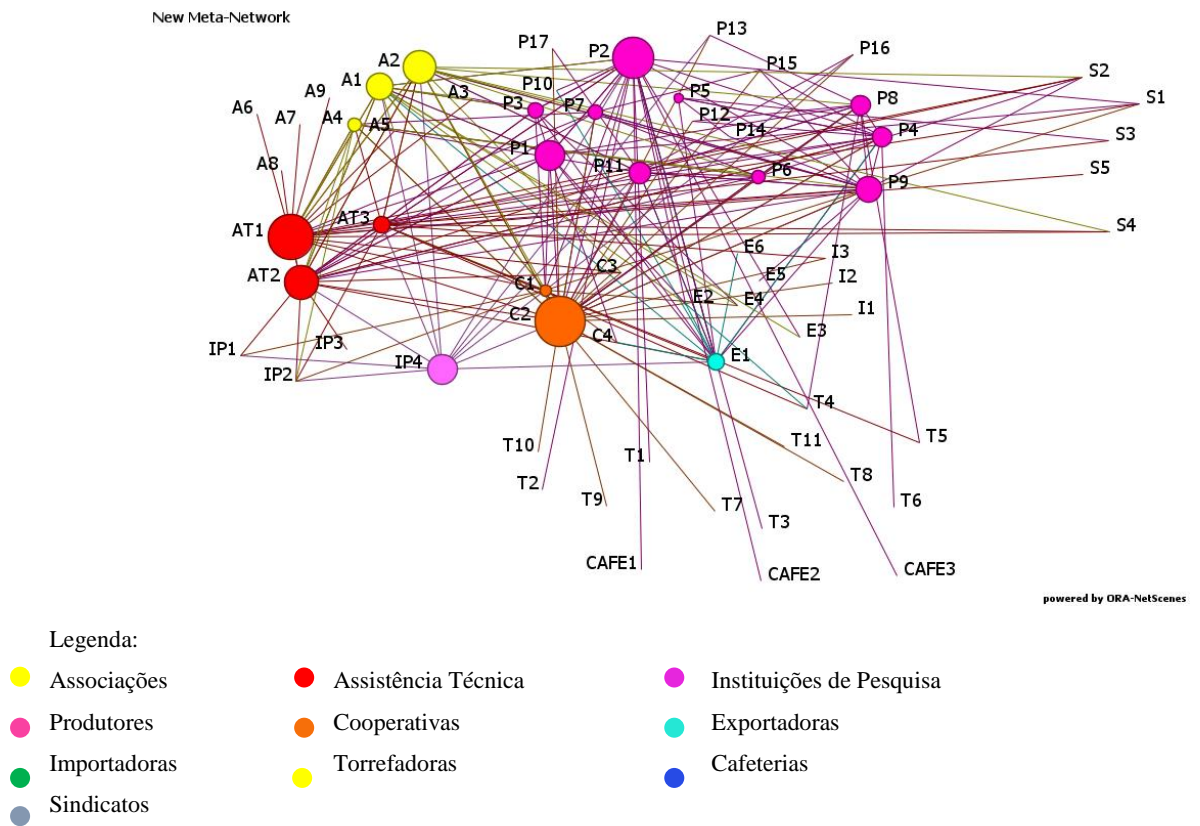 New Meta-Network
P13
P17
A2
P2
P16
A1
P10
P15
S2
A9
A3
P3
P7
P5
P8
S1
A6
A7
A4
A5
P12
P14
P4
S3
P1
P11
P6
P9
S5
A8
AT1
AT3
S4
AT2
E6
I3
C3
C1
E5
I2
C2
E2
E4
I1
C4
E3
IP1
IP3
IP2
IP4
E1
T4
T10
T1
T11
T5
T2
T9
T7
T8
T3
T6
CAFE1
CAFE2
CAFE3
powered by ORA-NetScenes
Legenda:
Associações Assistência Técnica Instituições de Pesquisa
Produtores Cooperativas Exportadoras
Importadoras Torrefadoras Cafeterias
Sindicatos